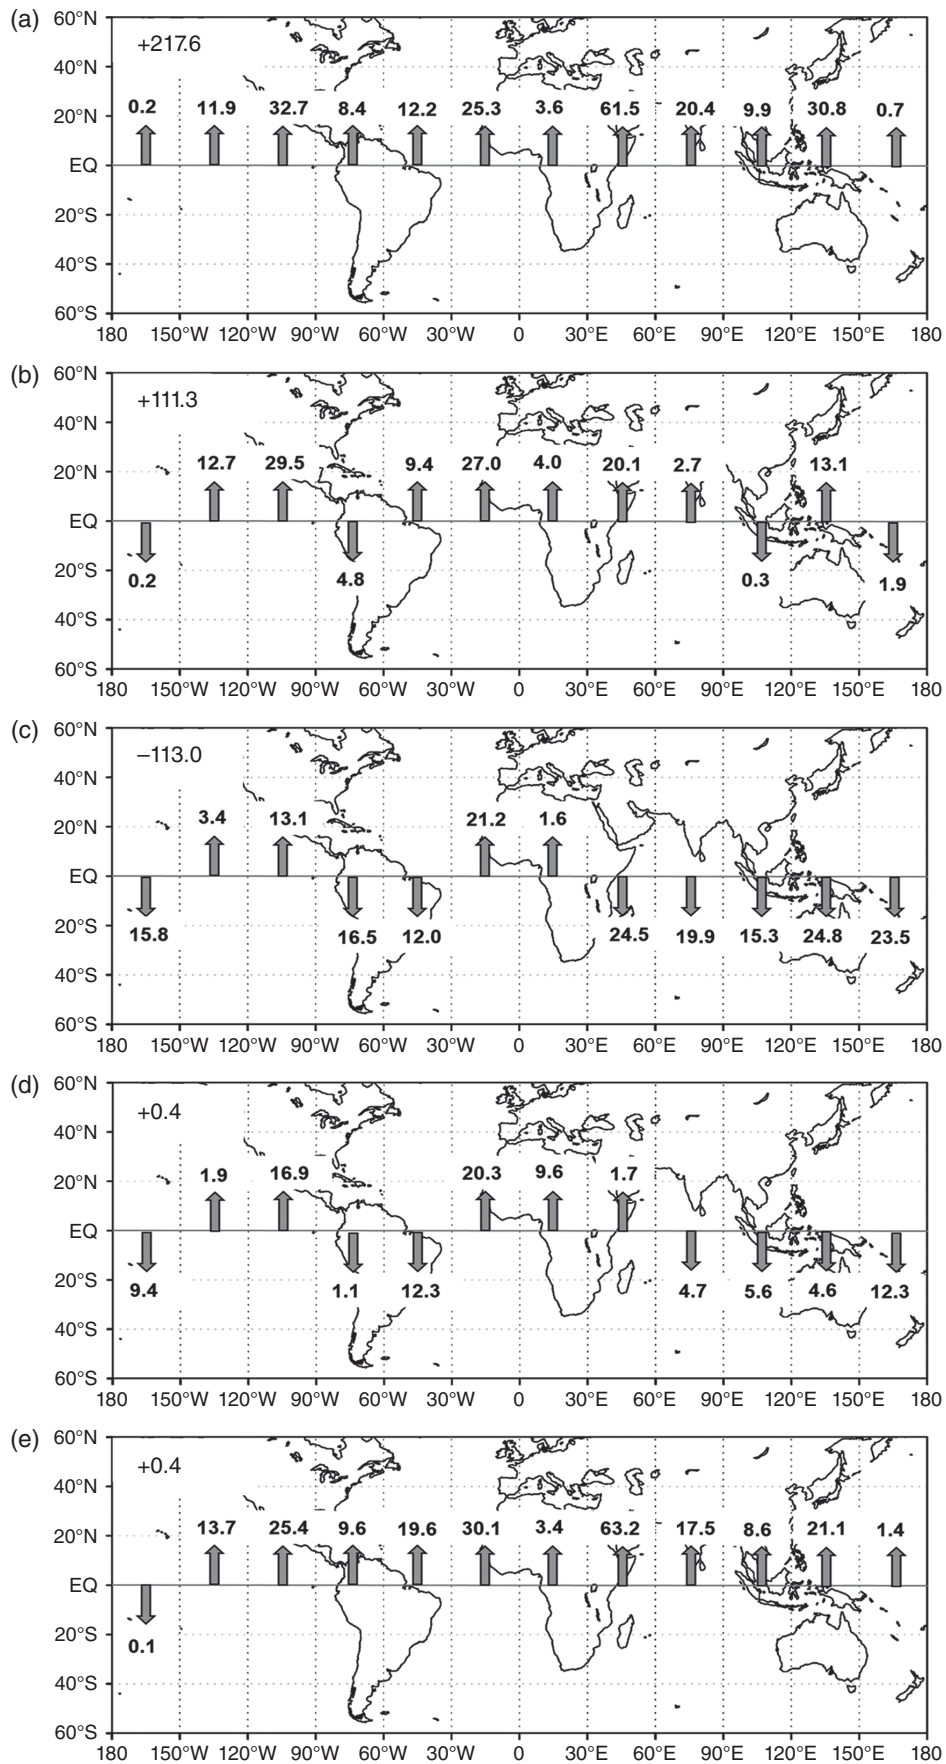 (a)
60°N
+217.6
40°N
0.2 11.9 32.7 8.4 12.2 25.3 3.6 61.5 20.4 9.9 30.8 0.7
20°N
EQ
20°S
40°S
60°S
180 150°W 120°W 90°W 60°W 30°W 0 30°E 60°E 90°E 120°E 150°E 180
(b)
60°N
+111.3
40°N
12.7 29.5 9.4 27.0 4.0 20.1 2.7 13.1
20°N
EQ
20°S
0.2 4.8 0.3 1.9
40°S
60°S
180 150°W 120°W 90°W 60°W 30°W 0 30°E 60°E 90°E 120°E 150°E 180
(c)
60°N
−113.0
40°N
3.4 13.1 21.2 1.6
20°N
EQ
20°S
15.8 16.5 12.0 24.5 19.9 15.3 24.8 23.5
40°S
60°S
180 150°W 120°W 90°W 60°W 30°W 0 30°E 60°E 90°E 120°E 150°E 180
(d)
60°N
+0.4
40°N
1.9 16.9 20.3 9.6 1.7
20°N
EQ
20°S
9.4 1.1 12.3 4.7 5.6 4.6 12.3
40°S
60°S
180 150°W 120°W 90°W 60°W 30°W 0 30°E 60°E 90°E 120°E 150°E 180
(e)
60°N
+0.4
40°N
13.7 25.4 9.6 19.6 30.1 3.4 63.2 17.5 8.6 21.1 1.4
20°N
EQ
20°S
0.1
40°S
60°S
180 150°W 120°W 90°W 60°W 30°W 0 30°E 60°E 90°E 120°E 150°E 180